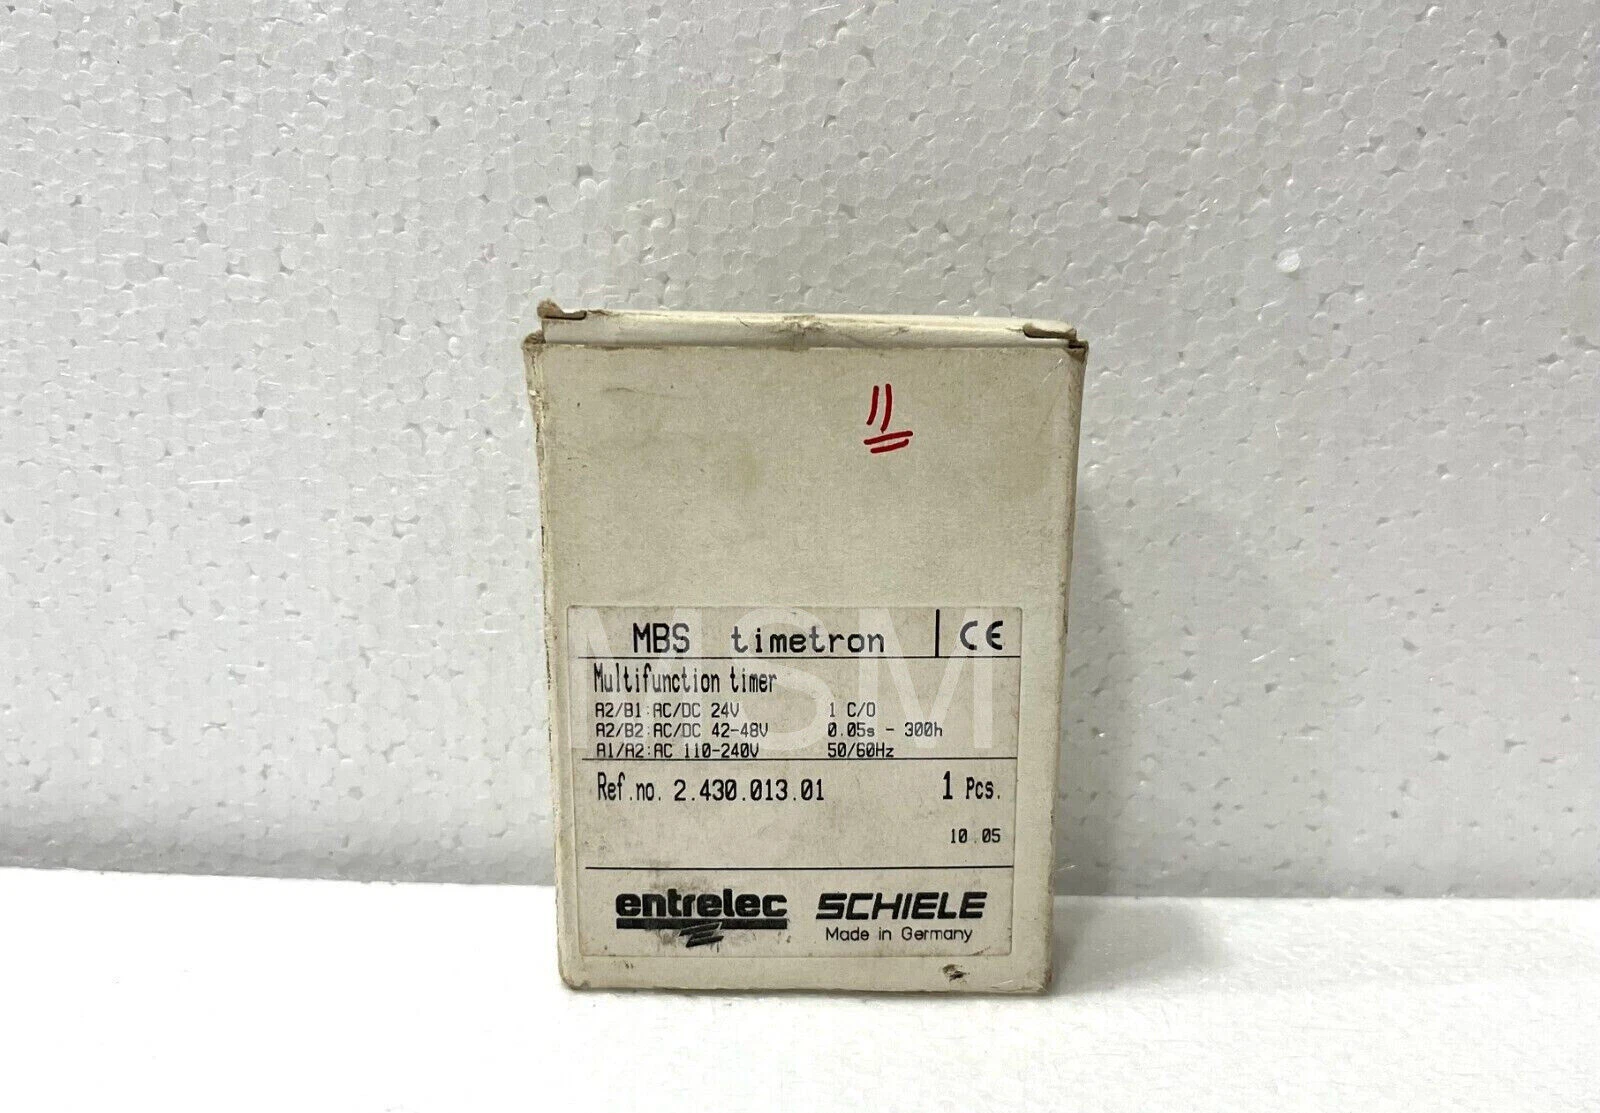 11
MBS timetron CE
Multifunction timer
A2/B1:AC/DC 24V 1 C/O
A2/B2:AC/DC 42-48V 0.05s - 300h
A1/A2:AC 110-240V 50/60Hz
Ref.no. 2.430.013.01 1 Pcs.
10.05
entrelec SCHIELE
Made in Germany
MSM